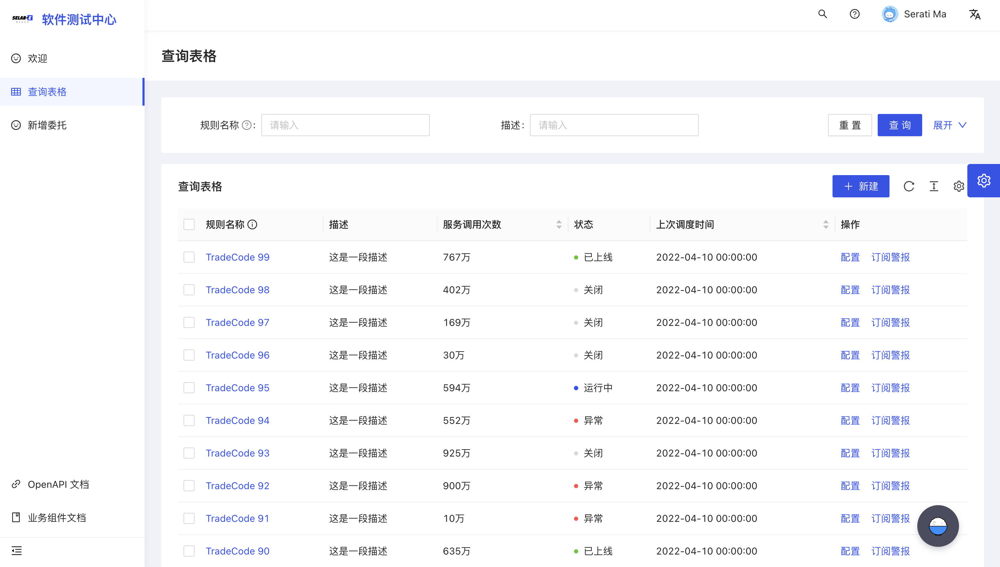 SELAB-E
NJUCS
软件测试中心
Serati Ma
欢迎
查询表格
新增委托
OpenAPI 文档
业务组件文档
查询表格
规则名称 : 请输入 描述 : 请输入 重 置 查 询 展开
查询表格 新建
规则名称 描述 服务调用次数 状态 上次调度时间 操作
TradeCode 99 这是一段描述 767万 已上线 2022-04-10 00:00:00 配置 订阅警报
TradeCode 98 这是一段描述 402万 关闭 2022-04-10 00:00:00 配置 订阅警报
TradeCode 97 这是一段描述 169万 关闭 2022-04-10 00:00:00 配置 订阅警报
TradeCode 96 这是一段描述 30万 关闭 2022-04-10 00:00:00 配置 订阅警报
TradeCode 95 这是一段描述 594万 运行中 2022-04-10 00:00:00 配置 订阅警报
TradeCode 94 这是一段描述 552万 异常 2022-04-10 00:00:00 配置 订阅警报
TradeCode 93 这是一段描述 925万 关闭 2022-04-10 00:00:00 配置 订阅警报
TradeCode 92 这是一段描述 900万 异常 2022-04-10 00:00:00 配置 订阅警报
TradeCode 91 这是一段描述 10万 异常 2022-04-10 00:00:00 配置 订阅警报
TradeCode 90 这是一段描述 635万 已上线 2022-04-10 00:00:00 配置 订阅警报